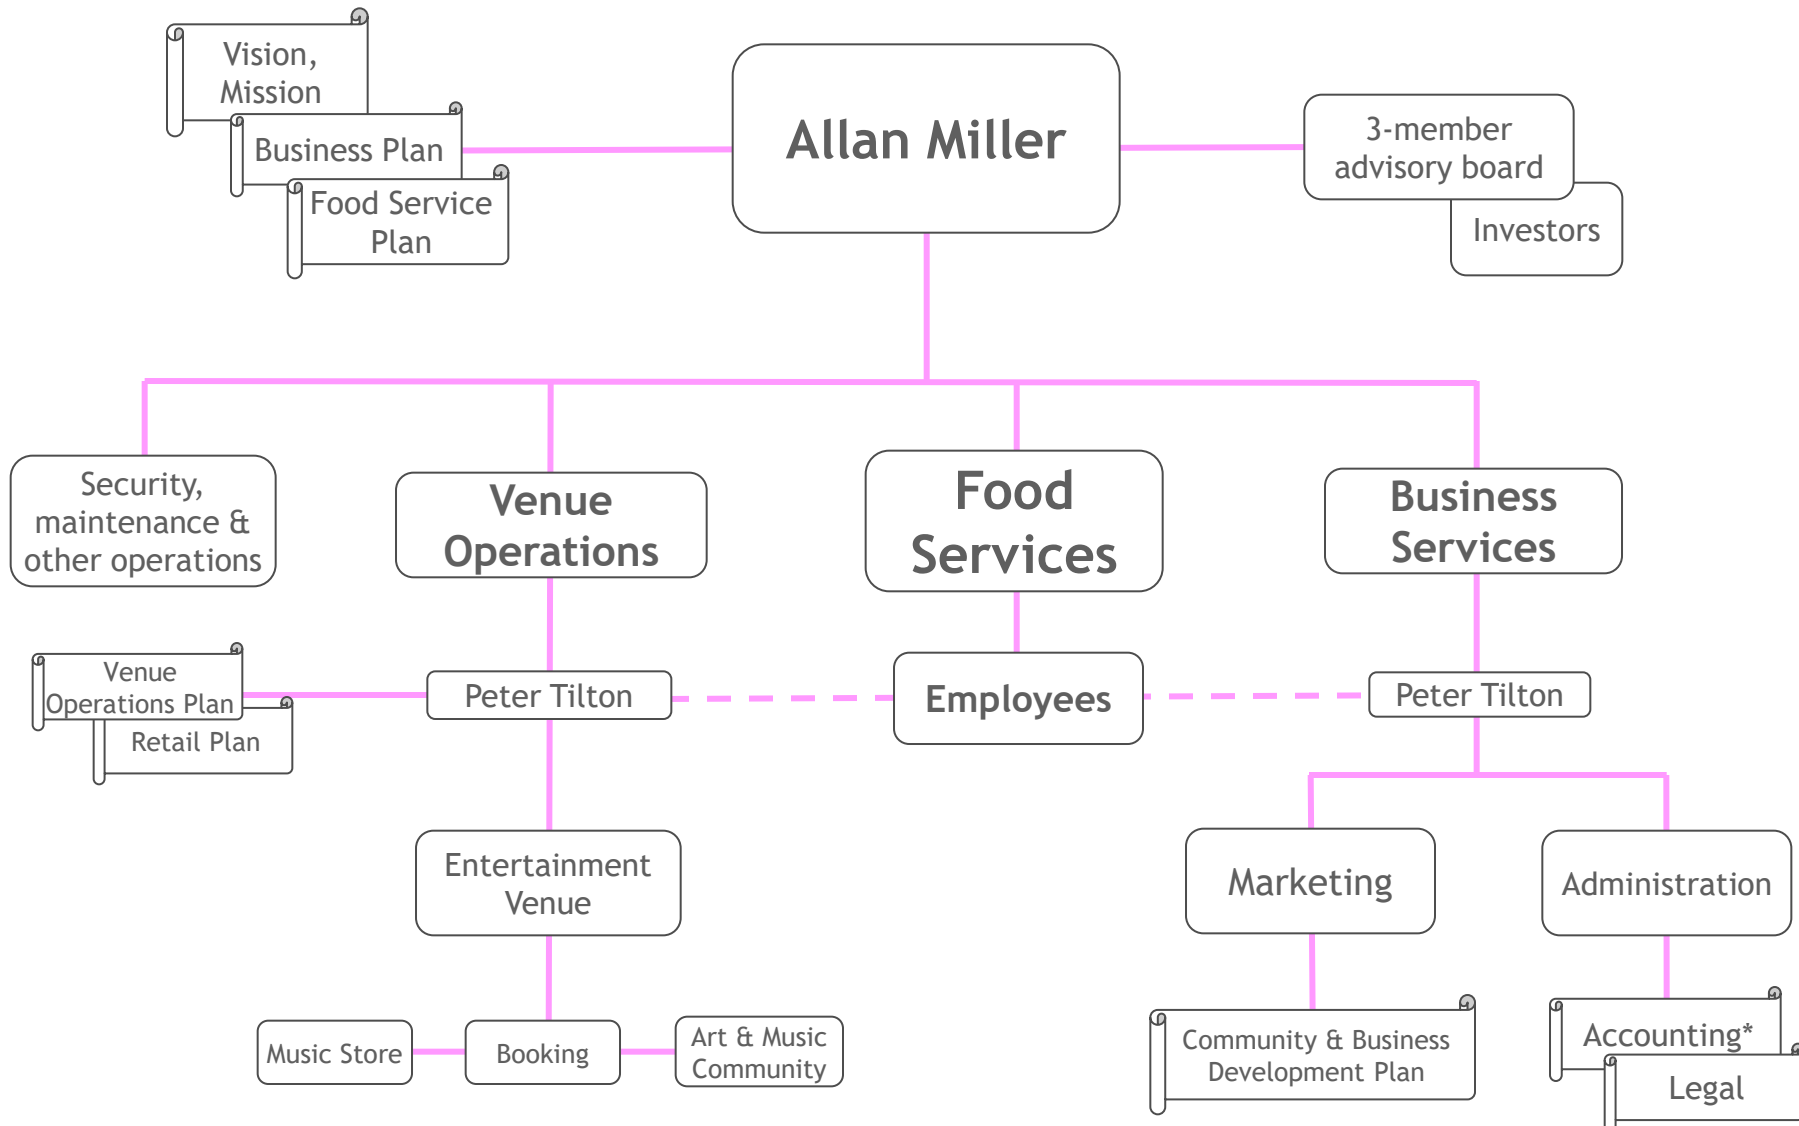 Vision,
Mission
Business Plan
Food Service
Plan
Allan Miller
3-member
advisory board
Investors
Security,
maintenance &
other operations
Venue
Operations
Food
Services
Business
Services
Venue
Operations Plan
Retail Plan
Peter Tilton
Employees
Peter Tilton
Entertainment
Venue
Marketing
Administration
Music Store
Booking
Art & Music
Community
Community & Business
Development Plan
Accounting*
Legal